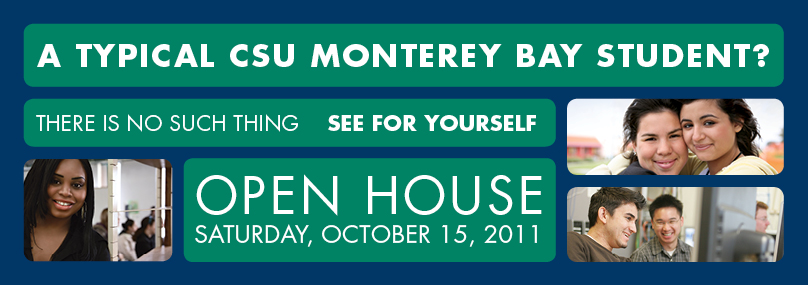 A TYPICAL CSU MONTEREY BAY STUDENT?
THERE IS NO SUCH THING SEE FOR YOURSELF
OPEN HOUSE
SATURDAY, OCTOBER 15, 2011